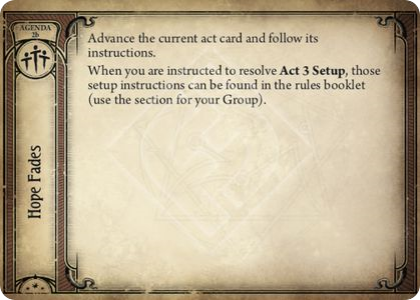 AGENDA
2b
Hope Fades
Advance the current act card and follow its
instructions.
When you are instructed to resolve Act 3 Setup, those
setup instructions can be found in the rules booklet
(use the section for your Group).